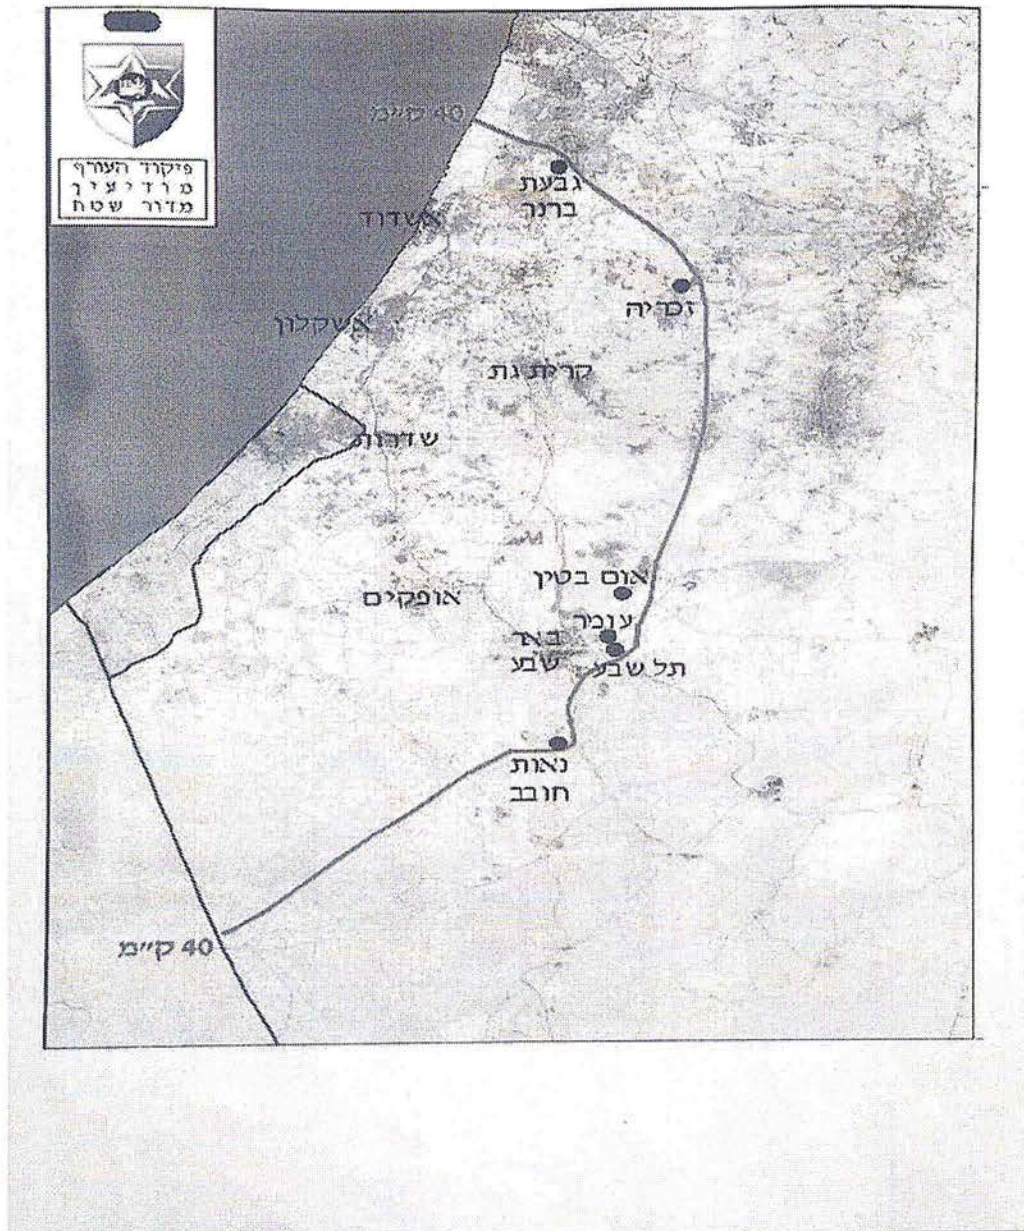 פיקוד העורף
מודיעין
מדור שטח
40 ק״מ
גבעת
ברנר
אשדוד
זכריה
אשקלון
קרית גת
שדרות
אום בטין
אופקים
עומר
באר
שבע
תל שבע
נאות
חובב
40 ק״מ